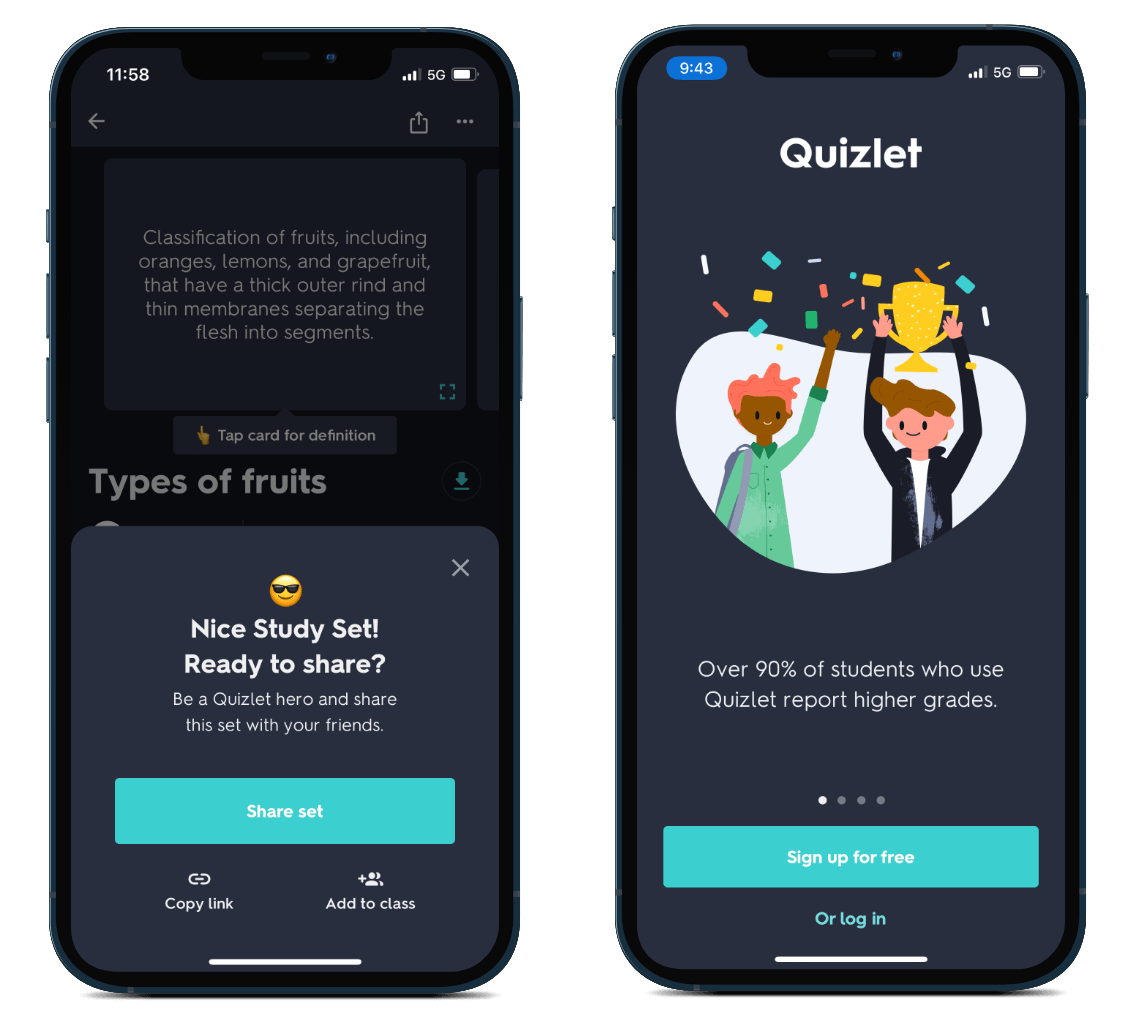 11:58
5G
Classification of fruits, including
oranges, lemons, and grapefruit,
that have a thick outer rind and
thin membranes separating the
flesh into segments.
👆 Tap card for definition
Types of fruits
😎
Nice Study Set!
Ready to share?
Be a Quizlet hero and share
this set with your friends.
Share set
Copy link
Add to class
9:43
5G
Quizlet
Over 90% of students who use
Quizlet report higher grades.
Sign up for free
Or log in